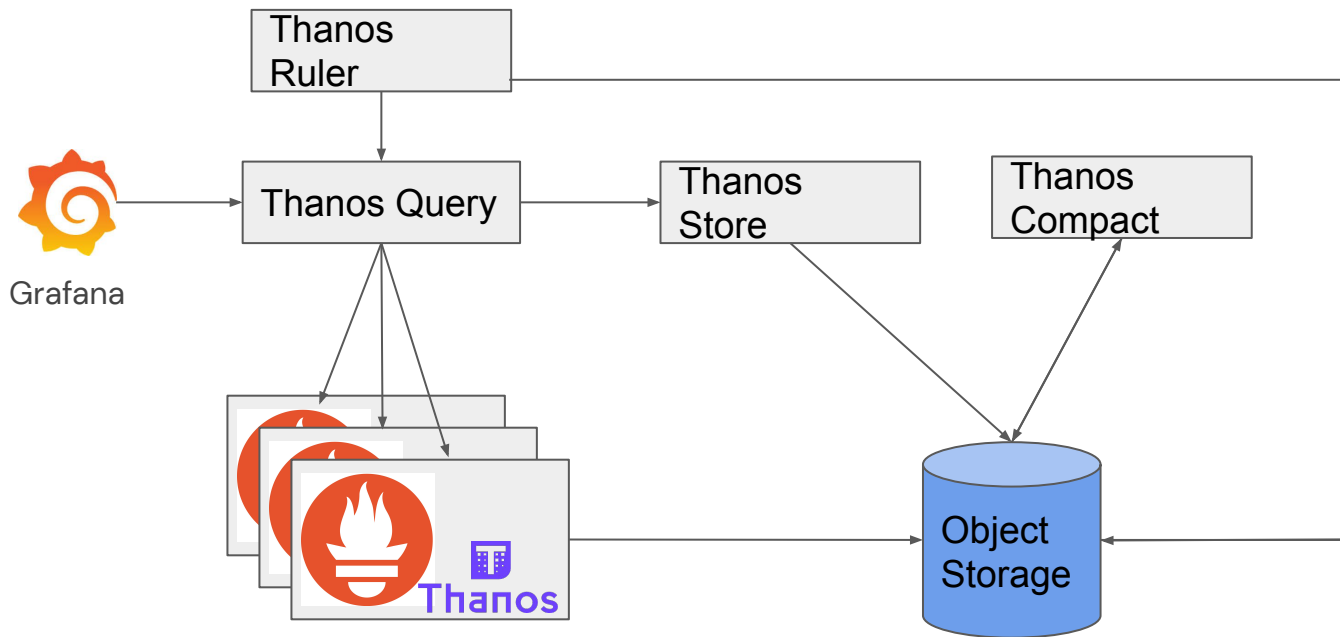 Thanos
Ruler
Thanos Query
Thanos
Store
Thanos
Compact
Grafana
Thanos
Object
Storage